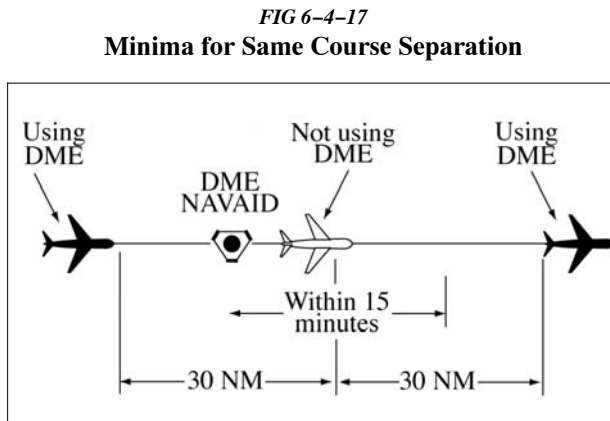 FIG 6–4–17
Minima for Same Course Separation
Using
DME
Not using
DME
Using
DME
DME
NAVAID
Within 15
minutes
30 NM
30 NM